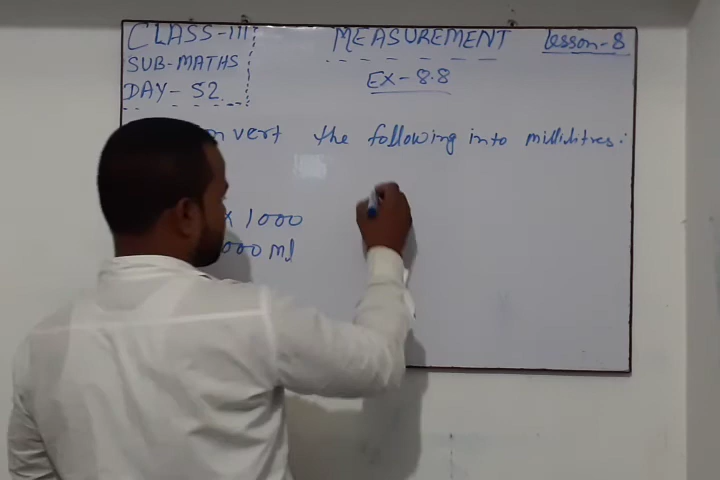 CLASS-III
SUB-MATHS
DAY- 52
MEASUREMENT
EX-8.8
Lesson-8
the following into millilitres:
x 1000
000 ml